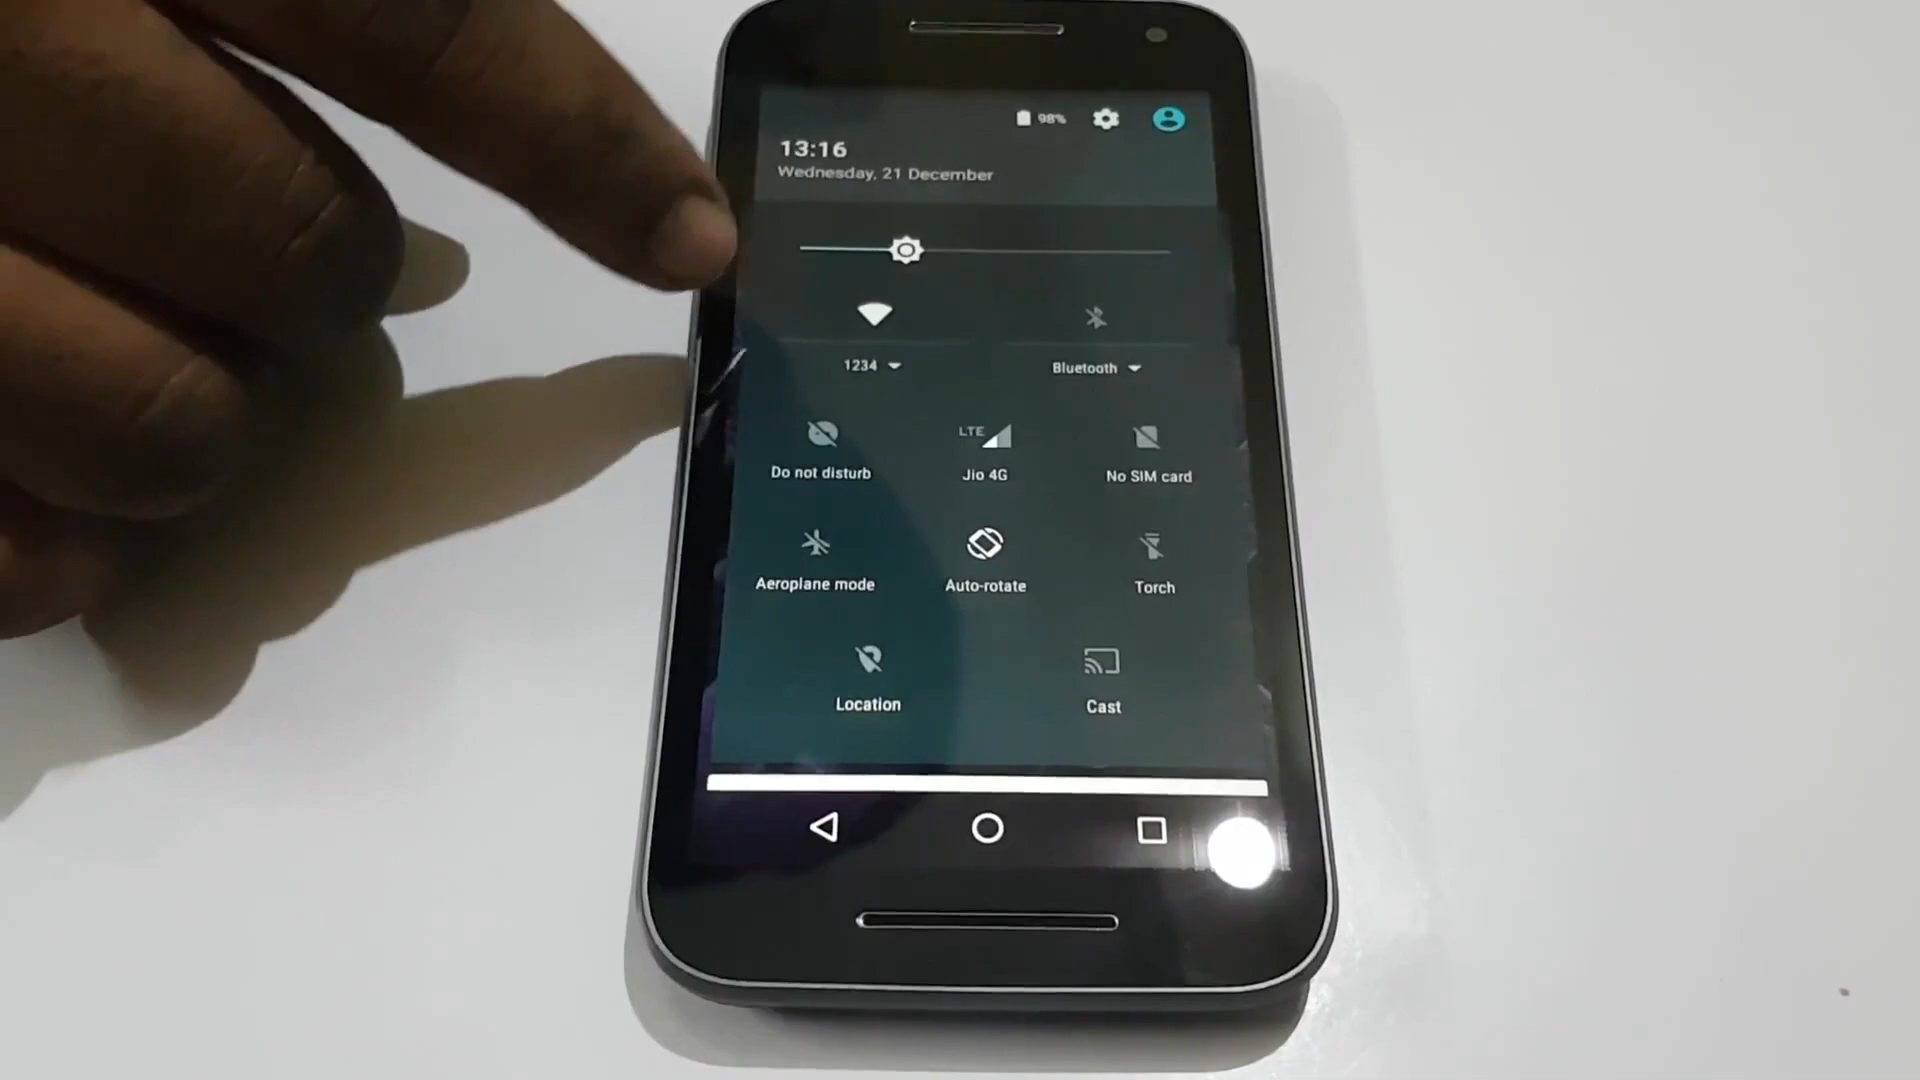 98%
13:16
Wednesday, 21 December
1234
Bluetooth
Do not disturb
LTE
Jio 4G
No SIM card
Aeroplane mode
Auto-rotate
Torch
Location
Cast